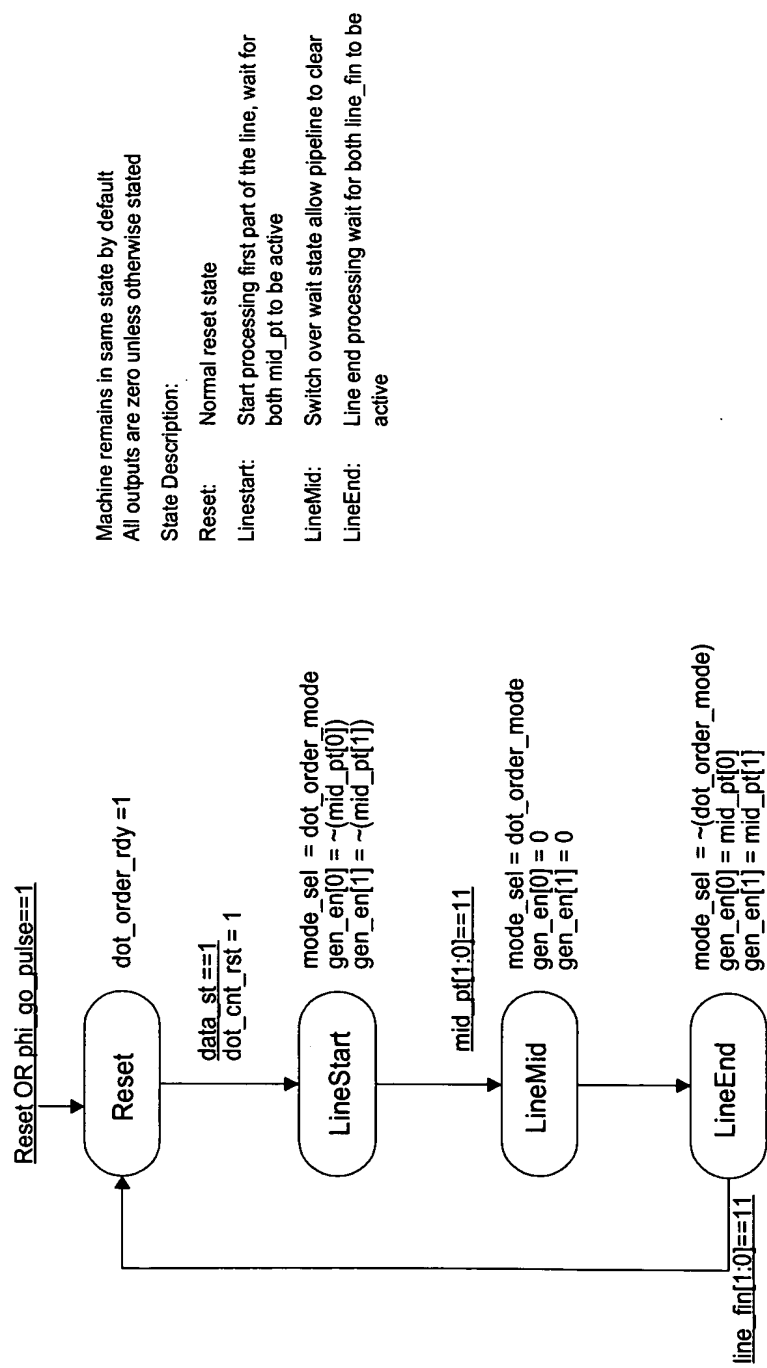 Reset OR phi_go_pulse==1
Reset
dot_order_rdy =1
data_st ==1
dot_cnt_rst = 1
LineStart
mode_sel = dot_order_mode
gen_en[0] = ~(mid_pt[0])
gen_en[1] = ~(mid_pt[1])
mid_pt[1:0]==11
LineMid
mode_sel = dot_order_mode
gen_en[0] = 0
gen_en[1] = 0
LineEnd
mode_sel = ~(dot_order_mode)
gen_en[0] = mid_pt[0]
gen_en[1] = mid_pt[1]
line_fin[1:0]==11
Machine remains in same state by default
All outputs are zero unless otherwise stated
State Description:
Reset: Normal reset state
Linestart: Start processing first part of the line, wait for
both mid_pt to be active
LineMid: Switch over wait state allow pipeline to clear
LineEnd: Line end processing wait for both line_fin to be
active